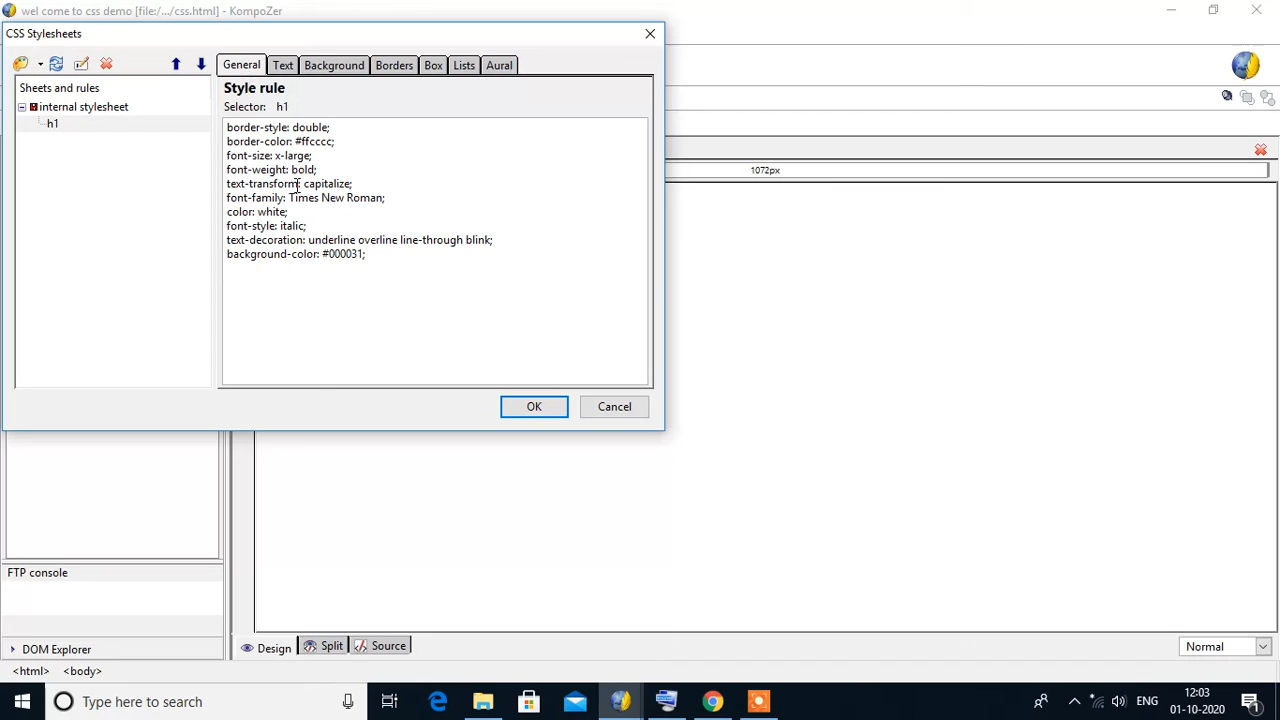 wel come to css demo [file:/.../css.html] - KompoZer
CSS Stylesheets
General Text Background Borders Box Lists Aural
Sheets and rules
internal stylesheet
h1
Style rule
Selector: h1
border-style: double;
border-color: #ffcccc;
font-size: x-large;
font-weight: bold;
text-transform: capitalize;
font-family: Times New Roman;
color: white;
font-style: italic;
text-decoration: underline overline line-through blink;
background-color: #000031;
OK Cancel
1072px
FTP console
DOM Explorer
Design Split Source
Normal
<html> <body>
Type here to search
ENG
12:03
01-10-2020
1